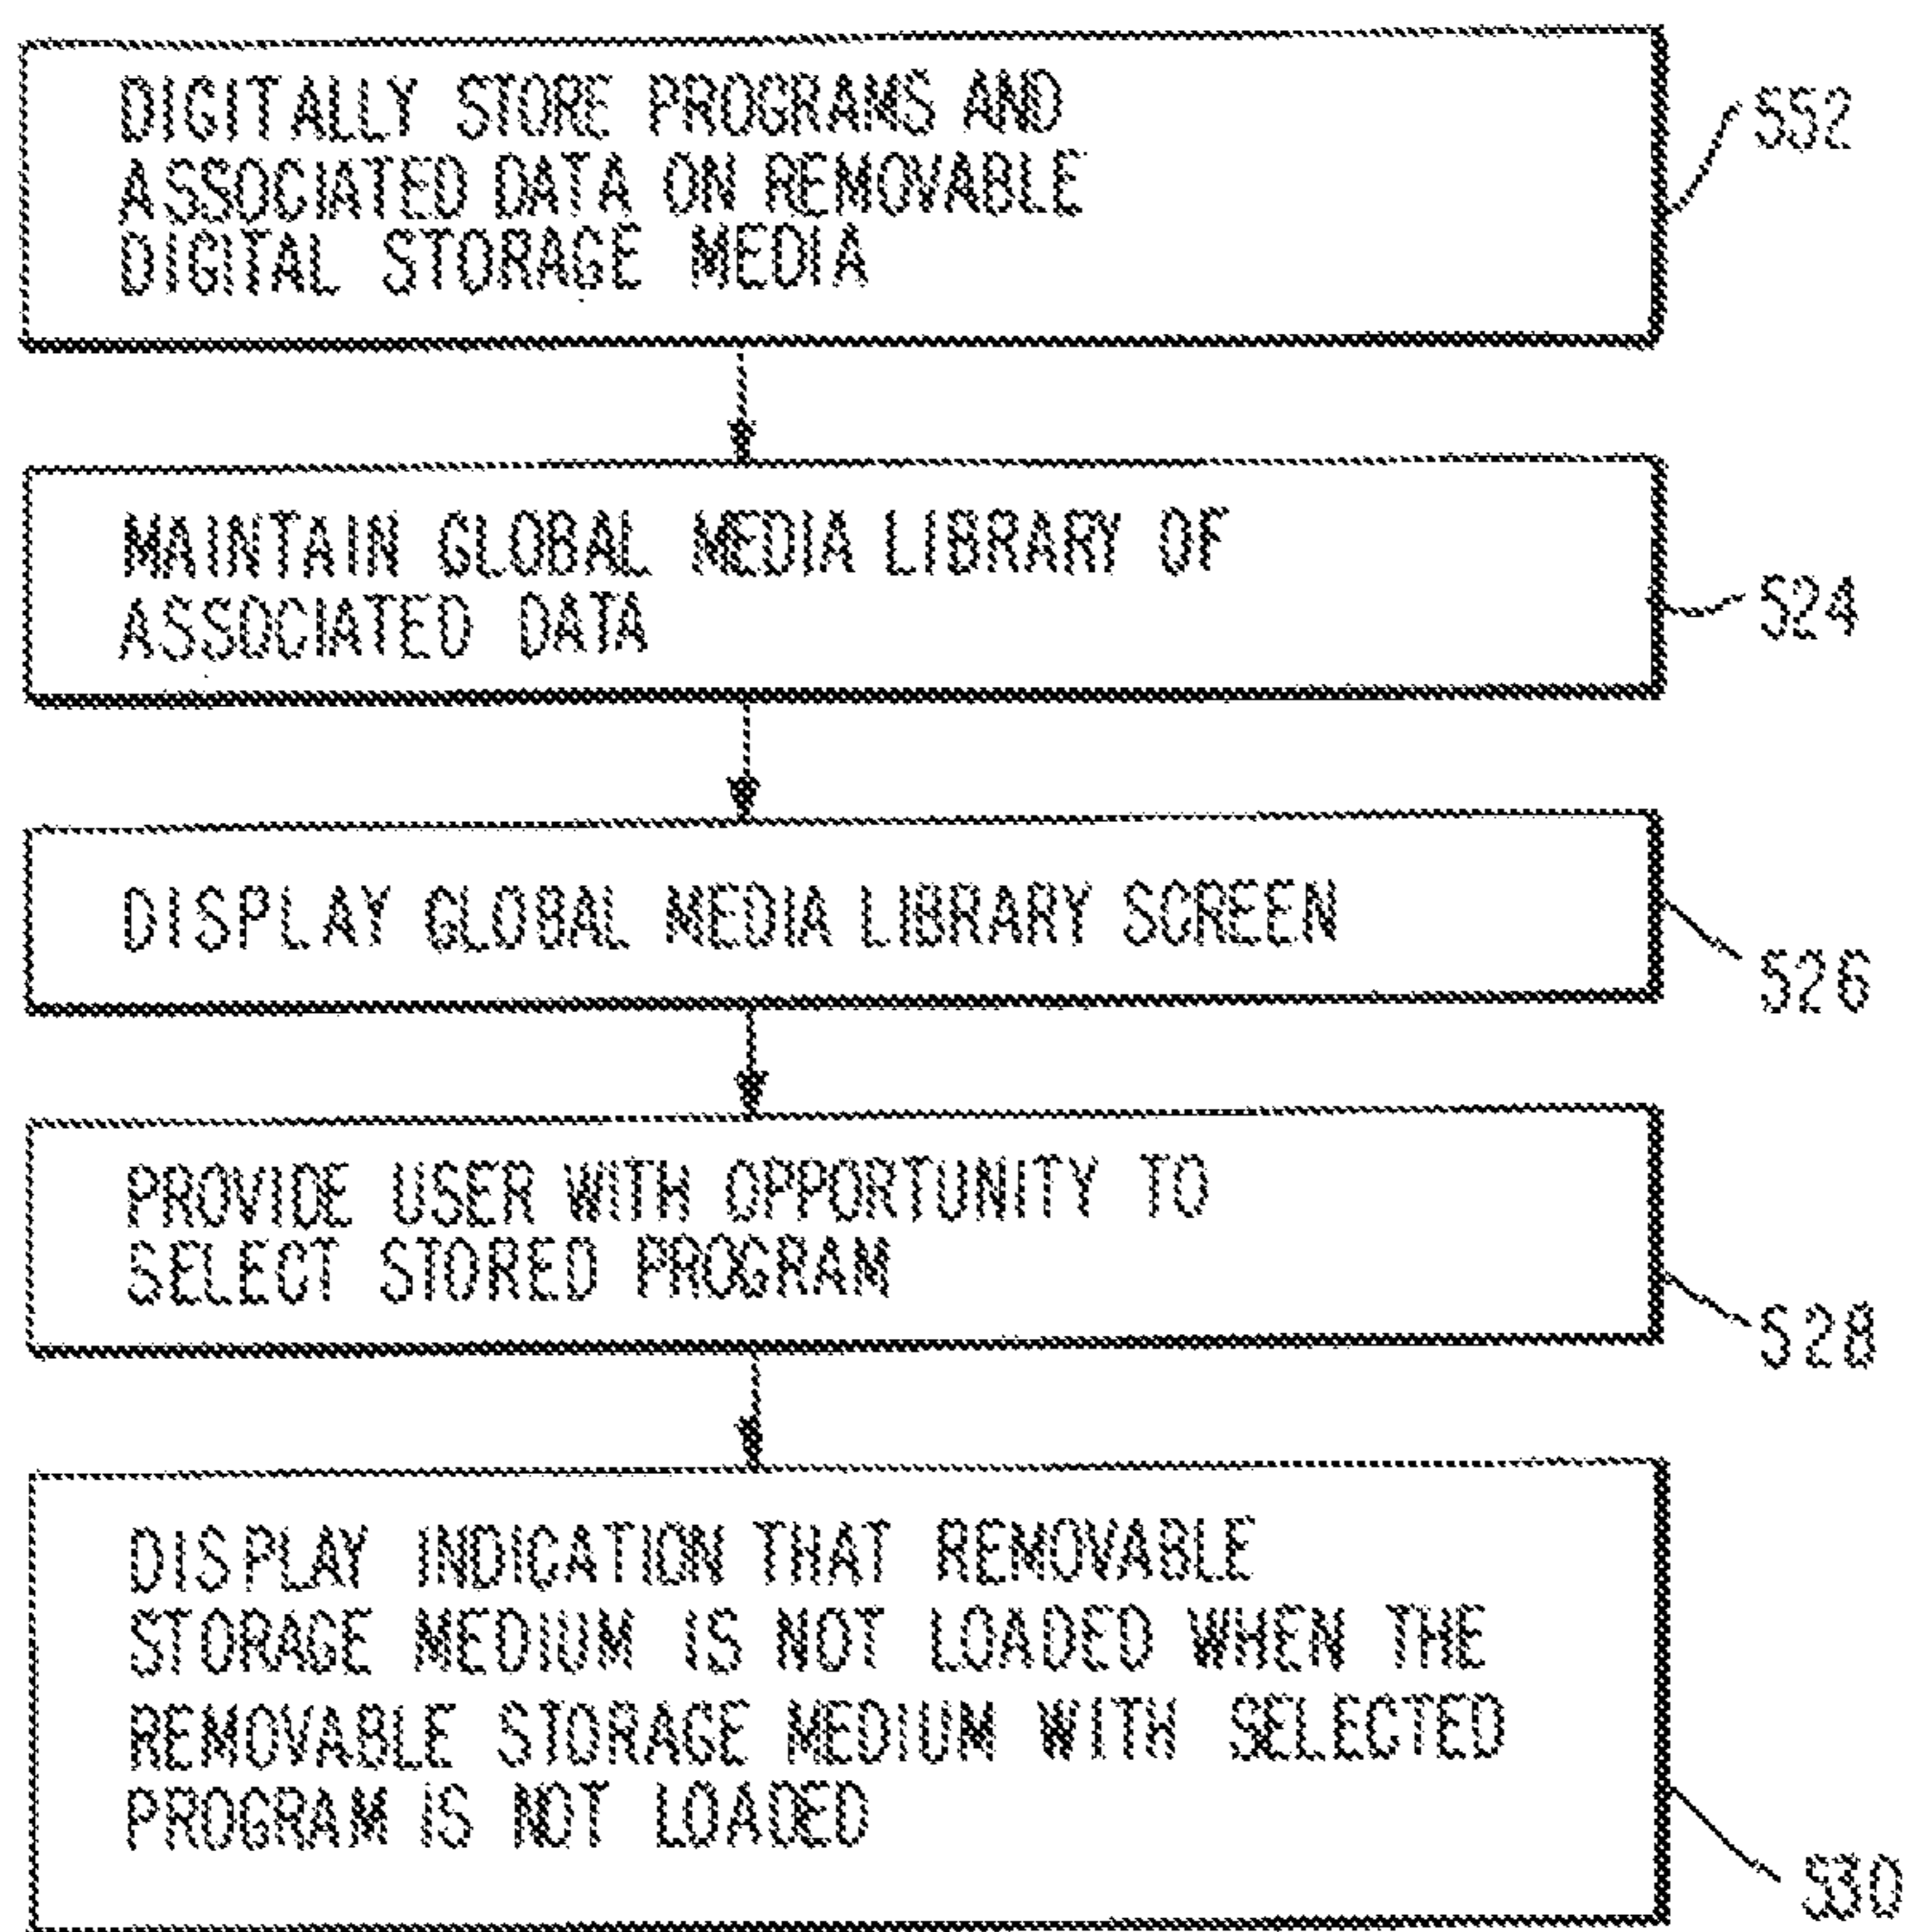 DIGITALLY STORE PROGRAMS AND
ASSOCIATED DATA ON REMOVABLE
DIGITAL STORAGE MEDIA
552
MAINTAIN GLOBAL MEDIA LIBRARY OF
ASSOCIATED DATA
524
DISPLAY GLOBAL MEDIA LIBRARY SCREEN
526
PROVIDE USER WITH OPPORTUNITY TO
SELECT STORED PROGRAM
528
DISPLAY INDICATION THAT REMOVABLE
STORAGE MEDIUM IS NOT LOADED WHEN THE
REMOVABLE STORAGE MEDIUM WITH SELECTED
PROGRAM IS NOT LOADED
530